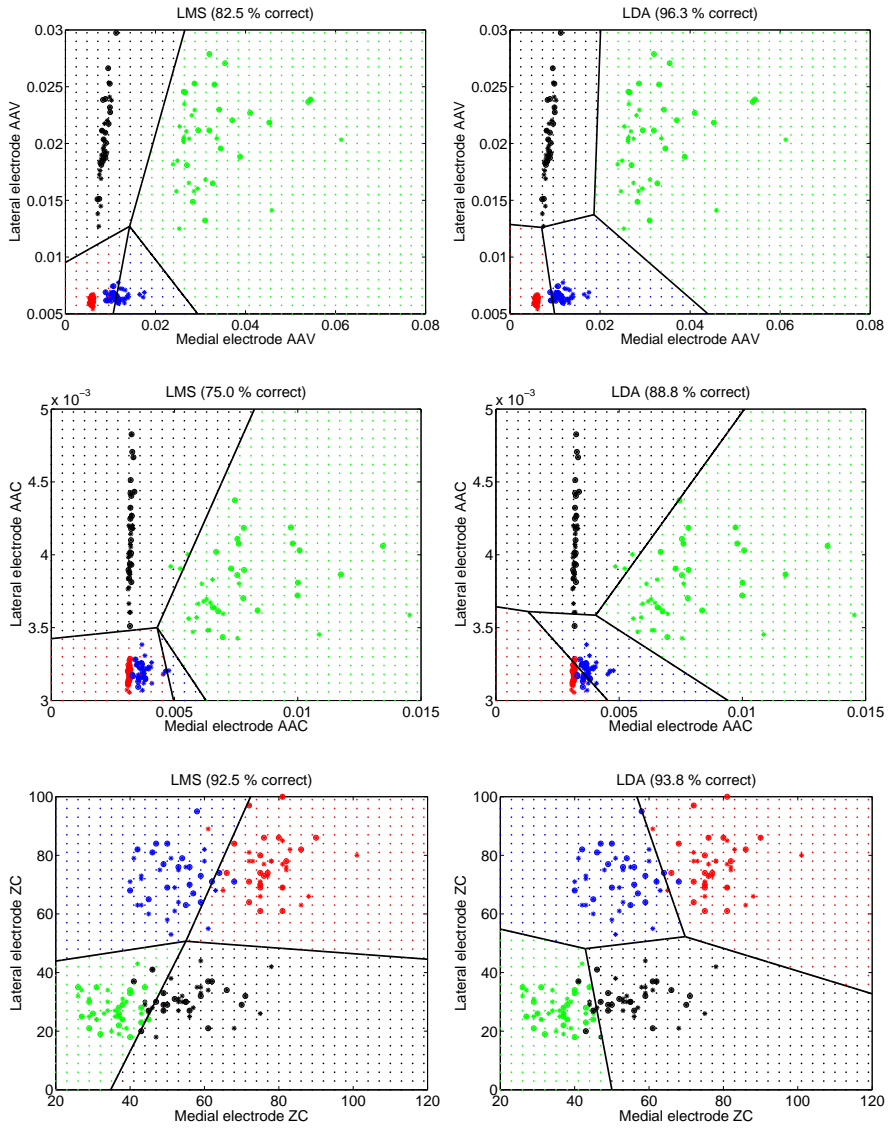 LMS (82.5 % correct)
0.03
0.025
0.02
0.015
0.01
0.005
Lateral electrode AAV
0 0.02 0.04 0.06 0.08
Medial electrode AAV
LDA (96.3 % correct)
0.03
0.025
0.02
0.015
0.01
0.005
Lateral electrode AAV
0 0.02 0.04 0.06 0.08
Medial electrode AAV
5 x 10⁻³
LMS (75.0 % correct)
4.5
4
3.5
3
Lateral electrode AAC
0 0.005 0.01 0.015
Medial electrode AAC
5 x 10⁻³
LDA (88.8 % correct)
4.5
4
3.5
3
Lateral electrode AAC
0 0.005 0.01 0.015
Medial electrode AAC
LMS (92.5 % correct)
100
80
60
40
20
0
Lateral electrode ZC
20 40 60 80 100 120
Medial electrode ZC
LDA (93.8 % correct)
100
80
60
40
20
0
Lateral electrode ZC
20 40 60 80 100 120
Medial electrode ZC